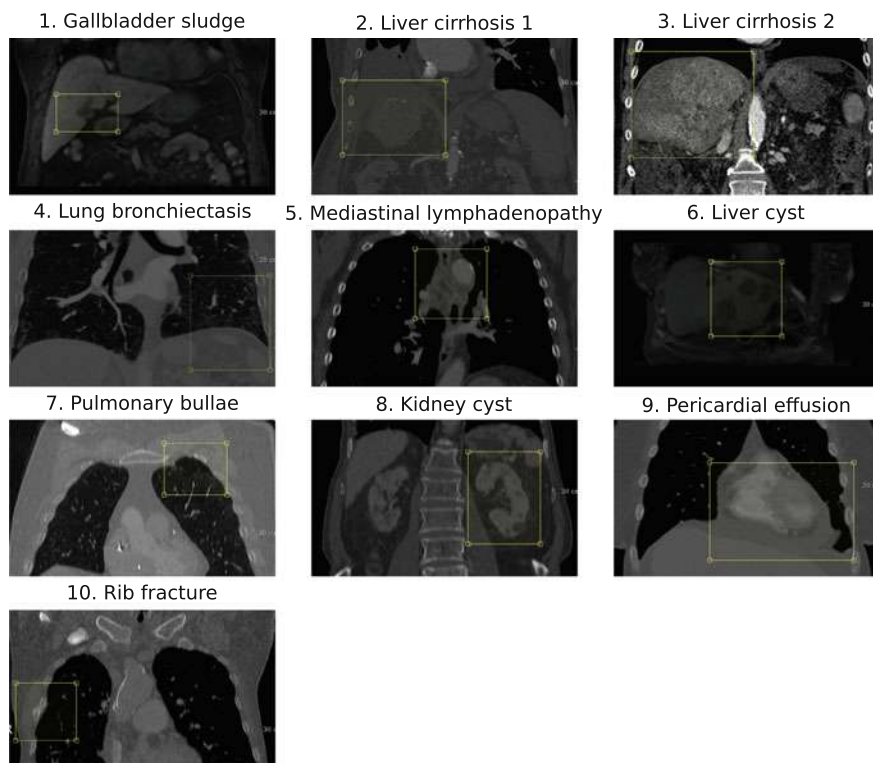 1. Gallbladder sludge
2. Liver cirrhosis 1
3. Liver cirrhosis 2
4. Lung bronchiectasis
5. Mediastinal lymphadenopathy
6. Liver cyst
7. Pulmonary bullae
8. Kidney cyst
9. Pericardial effusion
10. Rib fracture